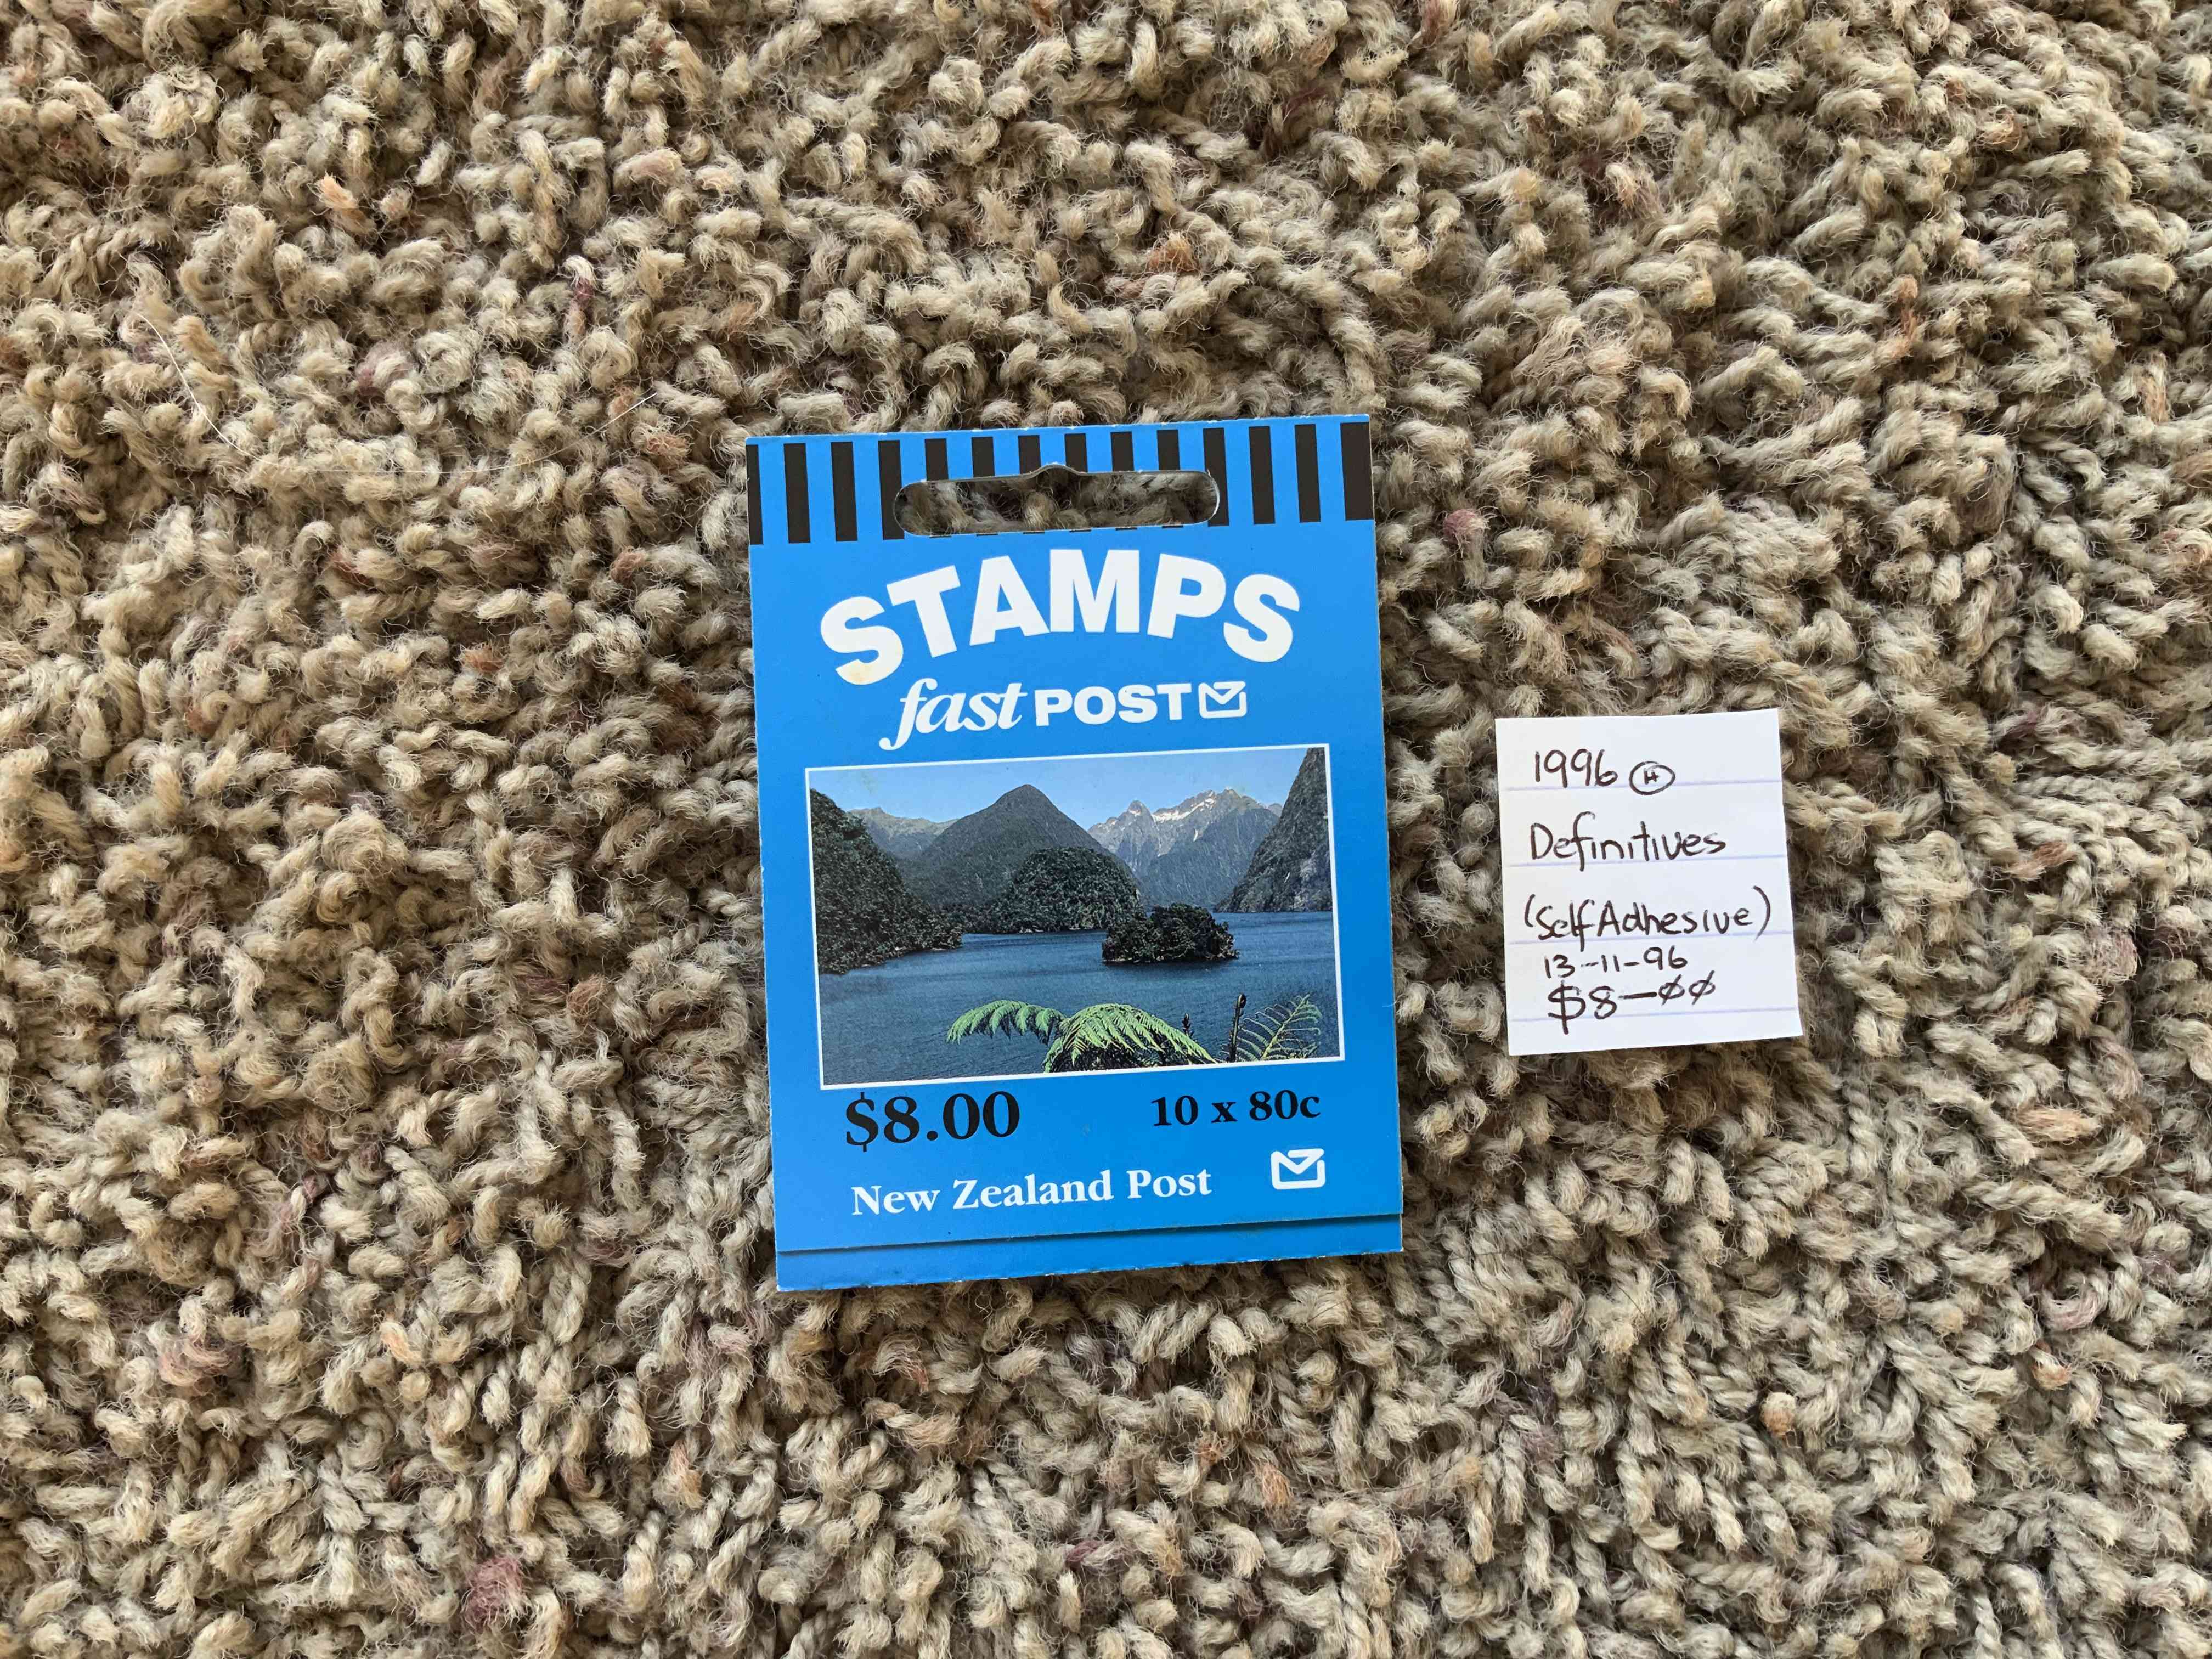 STAMPS
fast POST
$8.00 10 x 80c
New Zealand Post
1996 H
Definitives
(Self Adhesive)
13-11-96
$8-00